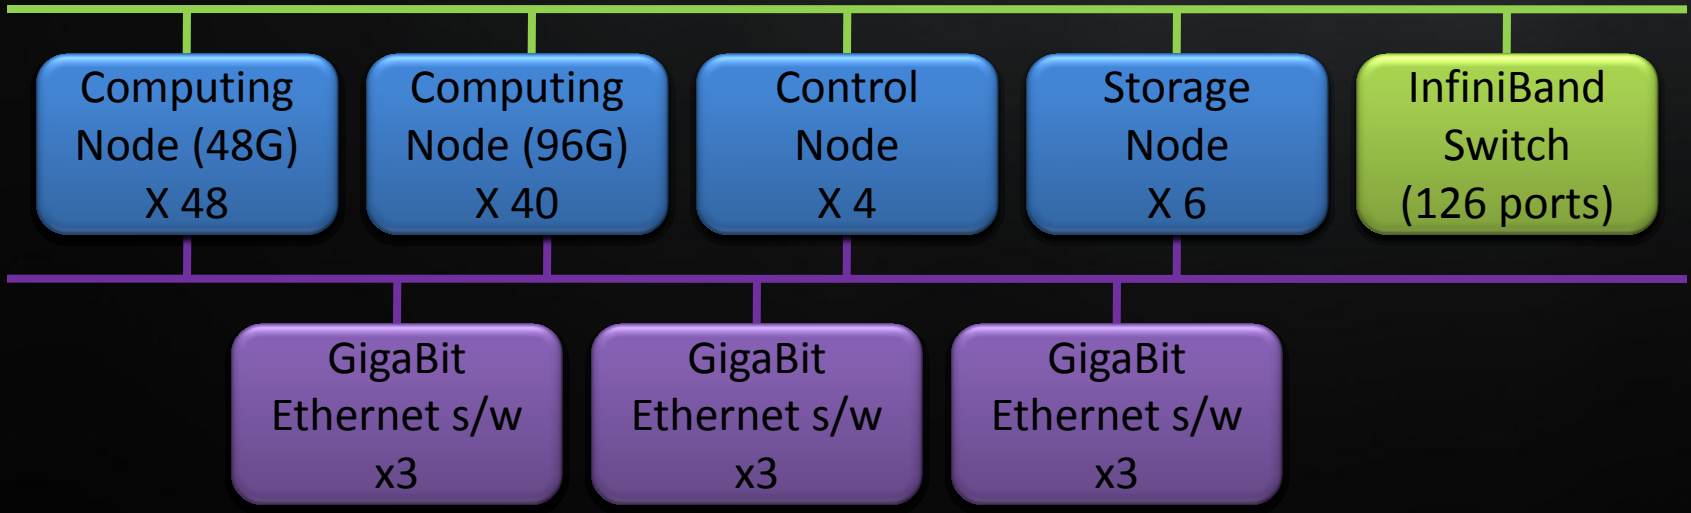 Computing
Node (48G)
X 48
Computing
Node (96G)
X 40
Control
Node
X 4
Storage
Node
X 6
InfiniBand
Switch
(126 ports)
GigaBit
Ethernet s/w
x3
GigaBit
Ethernet s/w
x3
GigaBit
Ethernet s/w
x3